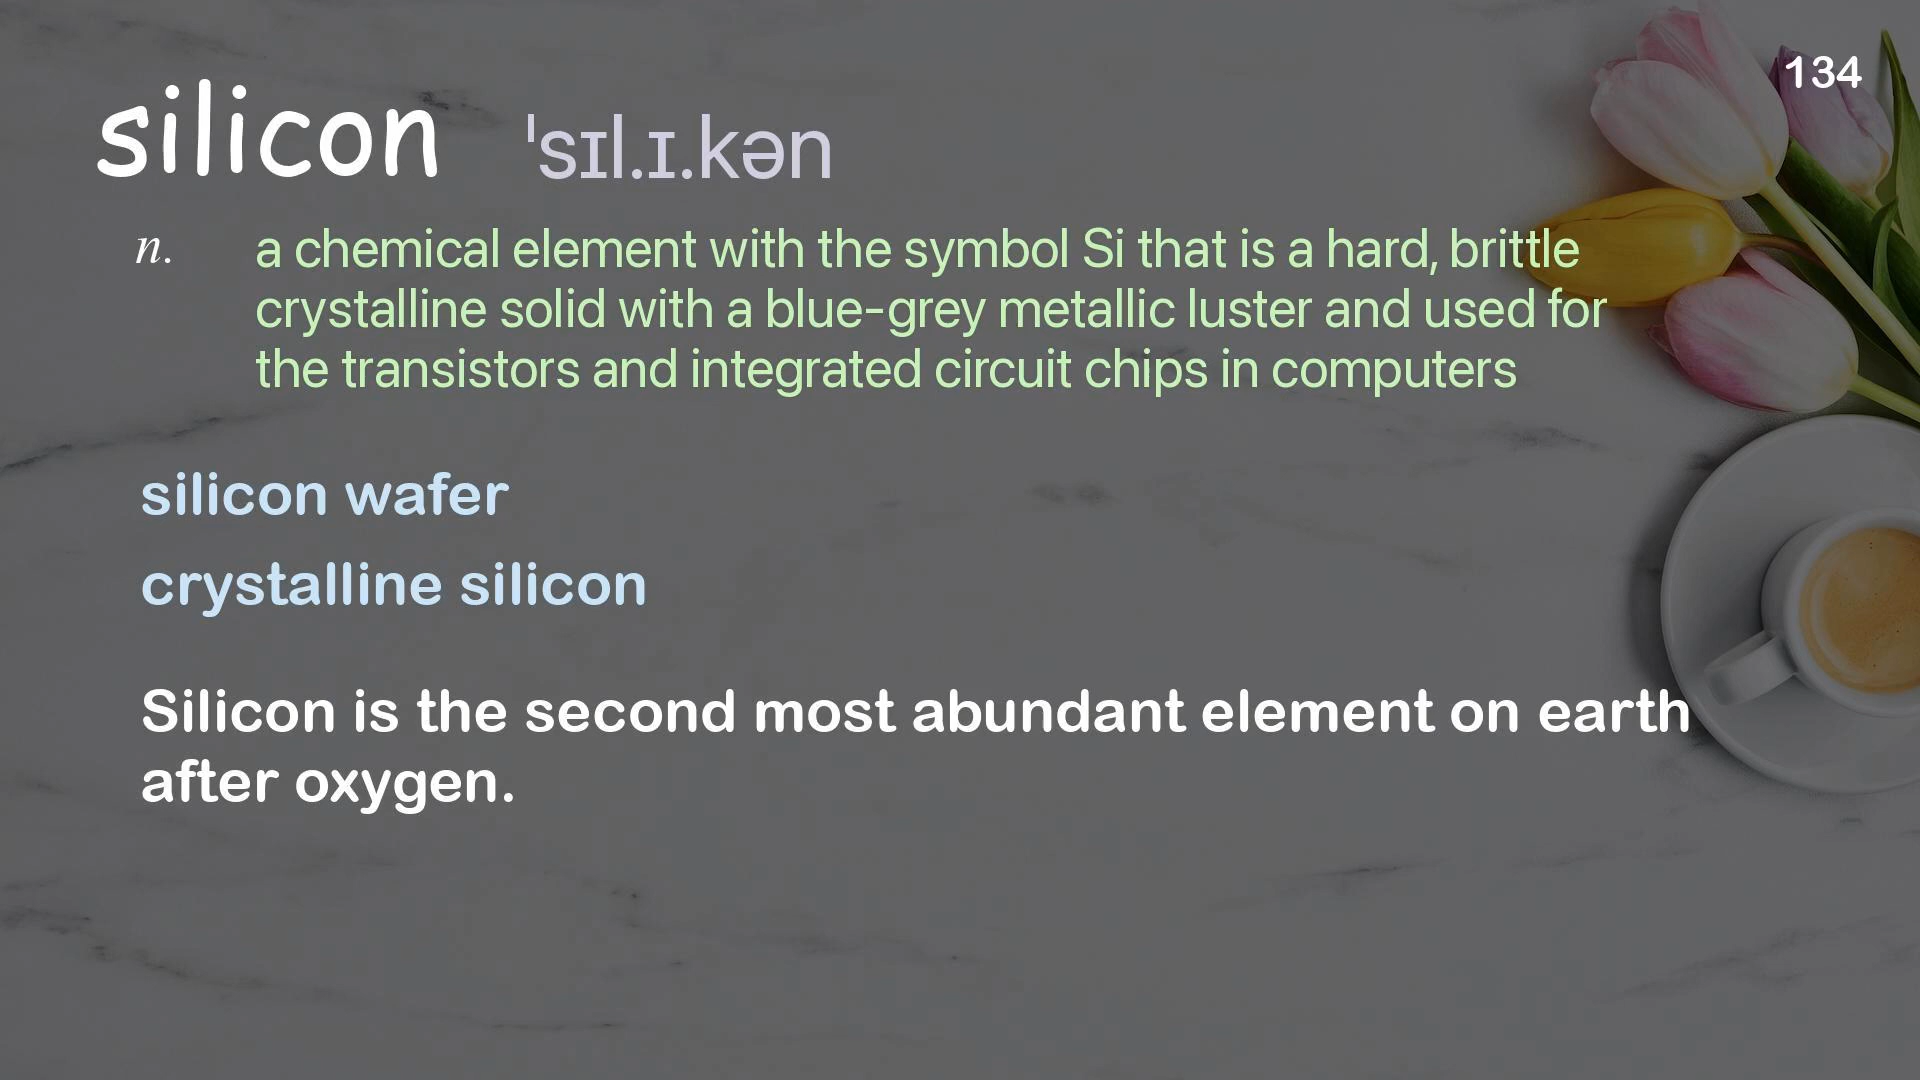 134
silicon ˈsɪl.ɪ.kən
n. a chemical element with the symbol Si that is a hard, brittle
crystalline solid with a blue-grey metallic luster and used for
the transistors and integrated circuit chips in computers
silicon wafer
crystalline silicon
Silicon is the second most abundant element on earth
after oxygen.